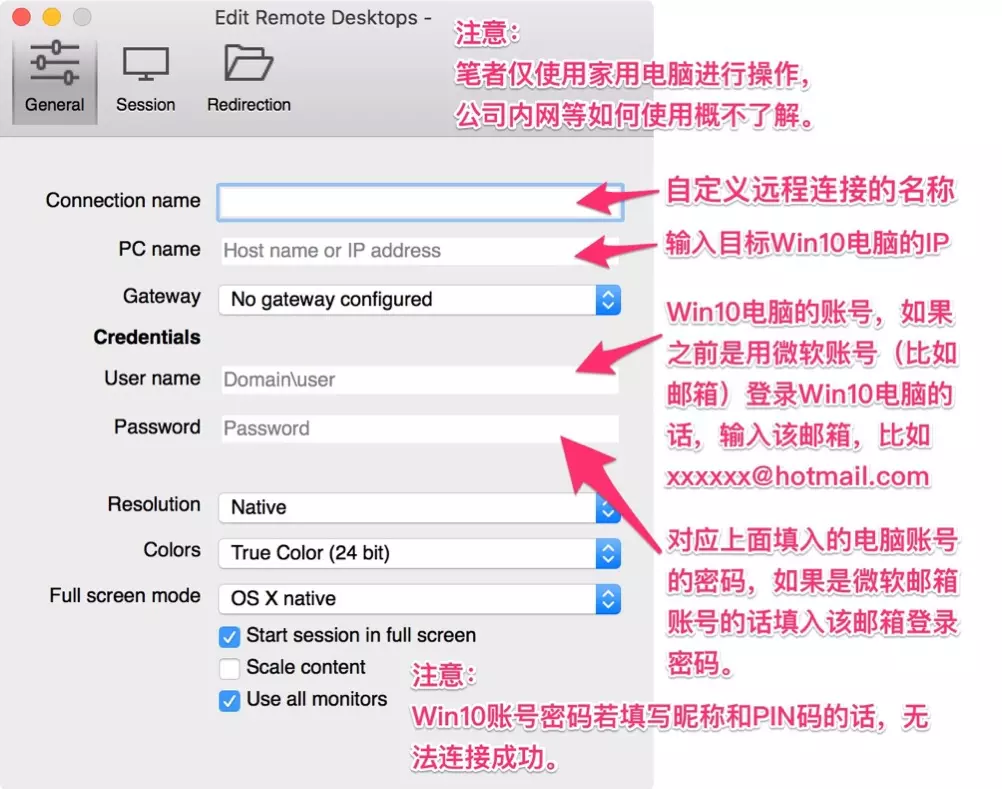 Edit Remote Desktops -
General
Session
Redirection
注意：
笔者仅使用家用电脑进行操作，
公司内网等如何使用概不了解。
Connection name
自定义远程连接的名称
PC name
Host name or IP address
输入目标Win10电脑的IP
Gateway
No gateway configured
Credentials
User name
Domain\user
Win10电脑的账号，如果
之前是用微软账号（比如
邮箱）登录Win10电脑的
话，输入该邮箱，比如
xxxxxx@hotmail.com
Password
Password
对应上面填入的电脑账号
的密码，如果是微软邮箱
账号的话填入该邮箱登录
密码。
Resolution
Native
Colors
True Color (24 bit)
Full screen mode
OS X native
Start session in full screen
Scale content
Use all monitors
注意：
Win10账号密码若填写昵称和PIN码的话，无
法连接成功。